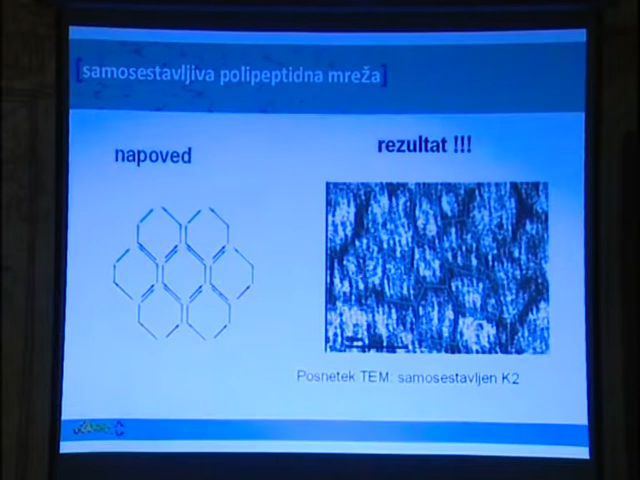 [samosestavljiva polipeptidna mreža]
napoved
rezultat !!!
Posnetek TEM: samosestavljen K2